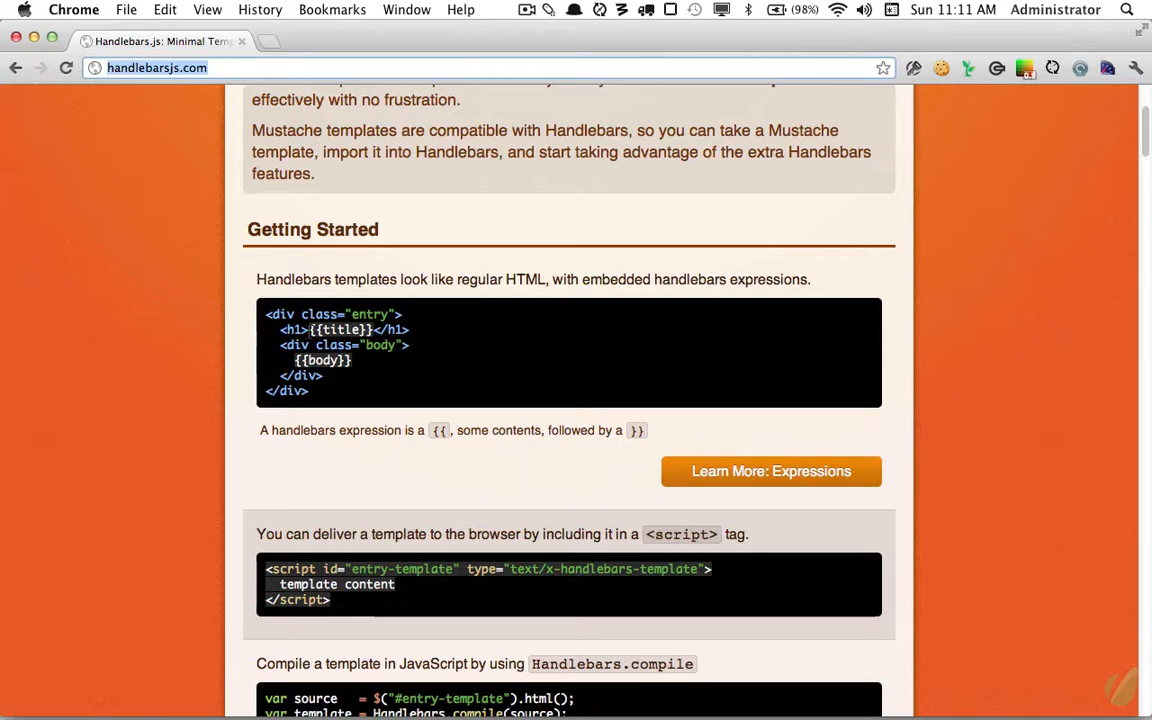 Chrome File Edit View History Bookmarks Window Help (98%) Sun 11:11 AM Administrator
Handlebars.js: Minimal Temp
handlebarsjs.com
effectively with no frustration.
Mustache templates are compatible with Handlebars, so you can take a Mustache
template, import it into Handlebars, and start taking advantage of the extra Handlebars
features.
Getting Started
Handlebars templates look like regular HTML, with embedded handlebars expressions.
<div class="entry">
<h1>{{title}}</h1>
<div class="body">
{{body}}
</div>
</div>
A handlebars expression is a {{, some contents, followed by a }}
Learn More: Expressions
You can deliver a template to the browser by including it in a <script> tag.
<script id="entry-template" type="text/x-handlebars-template">
template content
</script>
Compile a template in JavaScript by using Handlebars.compile
var source = $("#entry-template").html();
var template = Handlebars.compile(source);